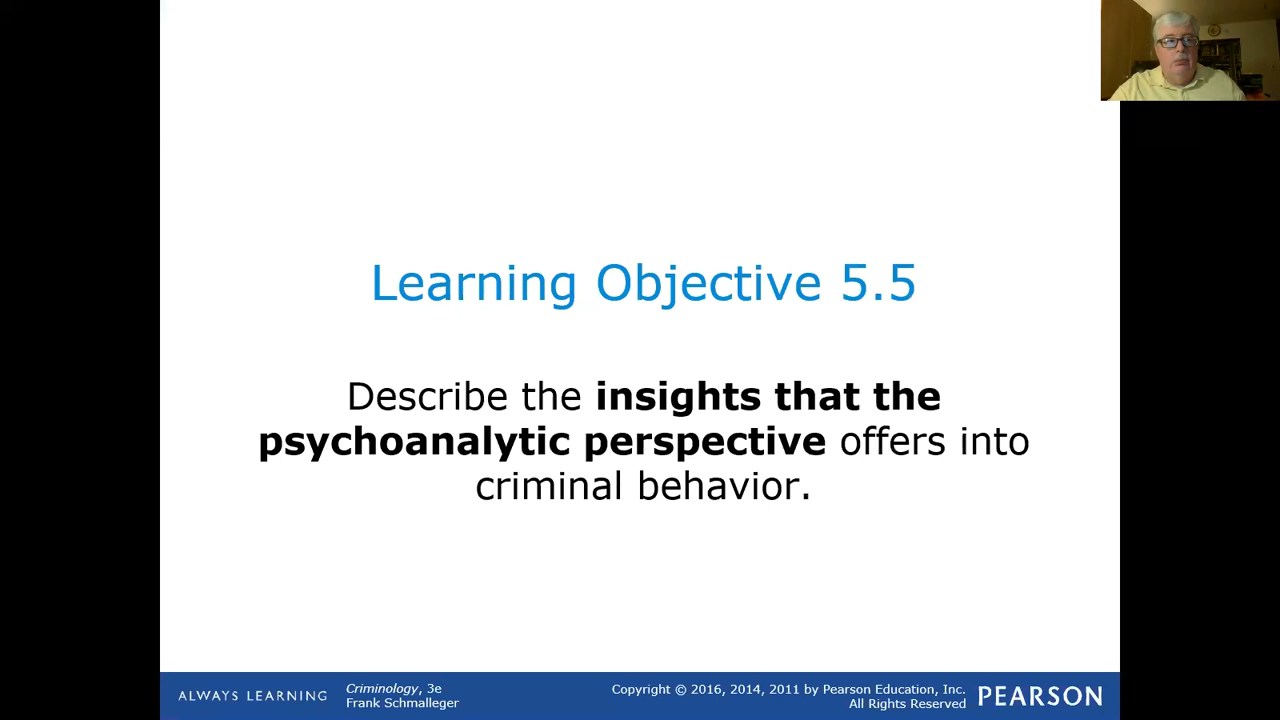 Learning Objective 5.5
Describe the insights that the
psychoanalytic perspective offers into
criminal behavior.
ALWAYS LEARNING
Criminology, 3e
Frank Schmalleger
Copyright © 2016, 2014, 2011 by Pearson Education, Inc.
All Rights Reserved
PEARSON